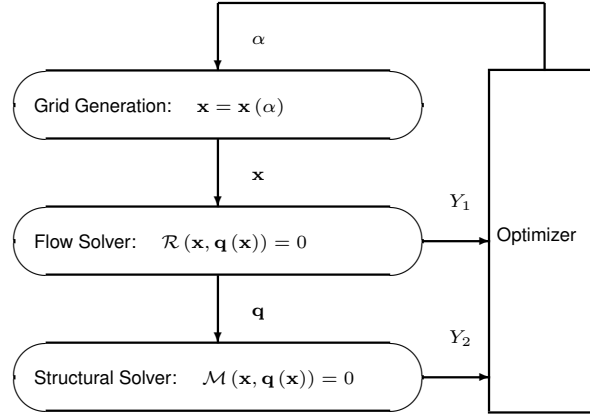 α
Grid Generation: x = x (α)
x
Y₁
Flow Solver: ℛ (x, q (x)) = 0
Optimizer
q
Y₂
Structural Solver: ℳ (x, q (x)) = 0